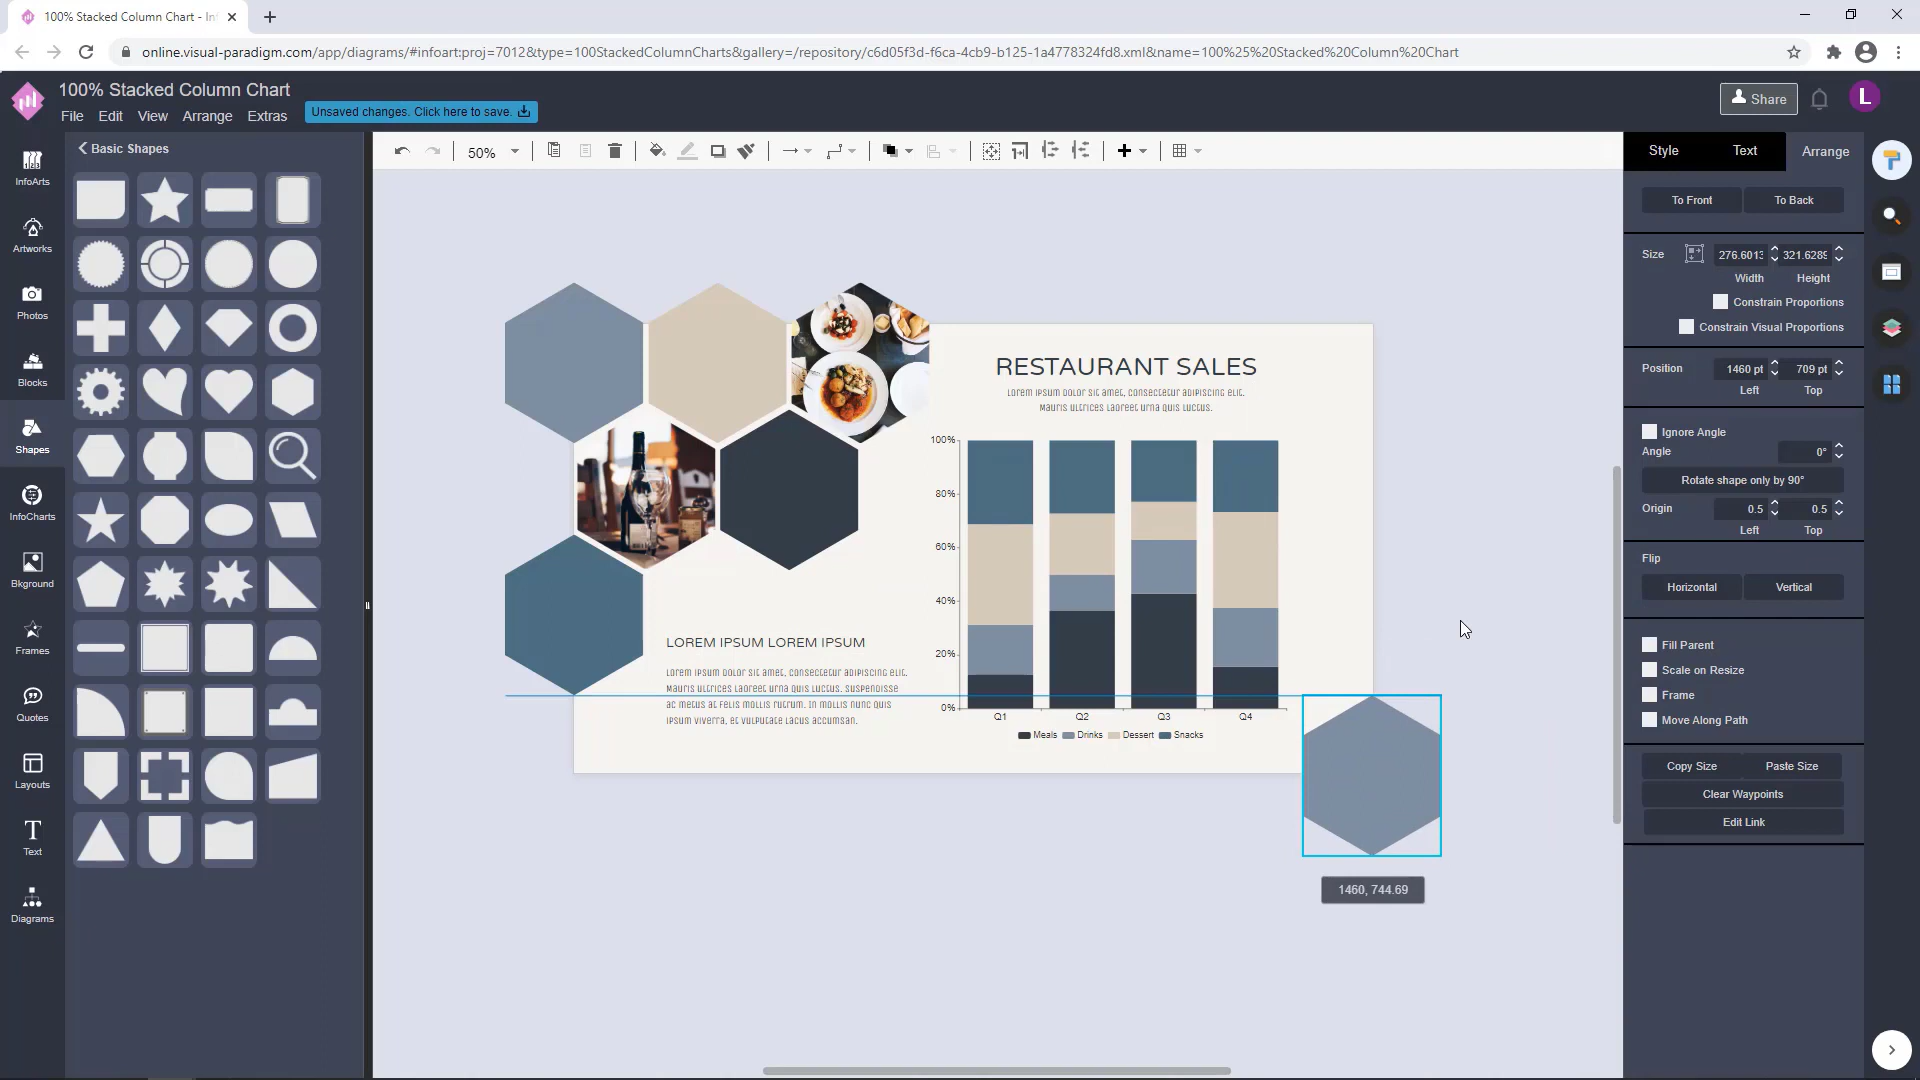 100% Stacked Column Chart - Inf
online.visual-paradigm.com/app/diagrams/#infoart:proj=7012&type=100StackedColumnCharts&gallery=/repository/c6d05f3d-f6ca-4cb9-b125-1a4778324fd8.xml&name=100%25%20Stacked%20Column%20Chart
100% Stacked Column Chart
File Edit View Arrange Extras
Unsaved changes. Click here to save.
Share
L
InfoArts
Artworks
Photos
Blocks
Shapes
InfoCharts
Bkground
Frames
Quotes
Layouts
Text
Diagrams
Basic Shapes
50%
RESTAURANT SALES
Lorem ipsum dolor sit amet, consectetur adipiscing elit.
Mauris ultrices laoreet urna quis luctus.
100%
80%
60%
40%
20%
0%
Q1 Q2 Q3 Q4
Meals Drinks Dessert Snacks
LOREM IPSUM LOREM IPSUM
Lorem ipsum dolor sit amet, consectetur adipiscing elit.
Mauris ultrices laoreet urna quis luctus. Suspendisse
ac metus at felis mollis rutrum. In mollis nunc quis
ipsum viverra, et vulputate lacus accumsan.
1460, 744.69
Style Text Arrange
To Front To Back
Size 276.6013 321.6289
Width Height
Constrain Proportions
Constrain Visual Proportions
Position 1460 pt 709 pt
Left Top
Ignore Angle
Angle 0°
Rotate shape only by 90°
Origin 0.5 0.5
Left Top
Flip
Horizontal Vertical
Fill Parent
Scale on Resize
Frame
Move Along Path
Copy Size Paste Size
Clear Waypoints
Edit Link